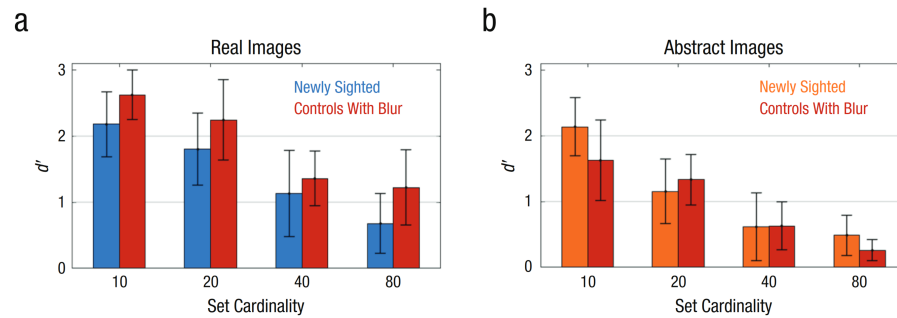 a
Real Images
3
2
1
0
d′
Newly Sighted
Controls With Blur
10 20 40 80
Set Cardinality
b
Abstract Images
3
2
1
0
d′
Newly Sighted
Controls With Blur
10 20 40 80
Set Cardinality